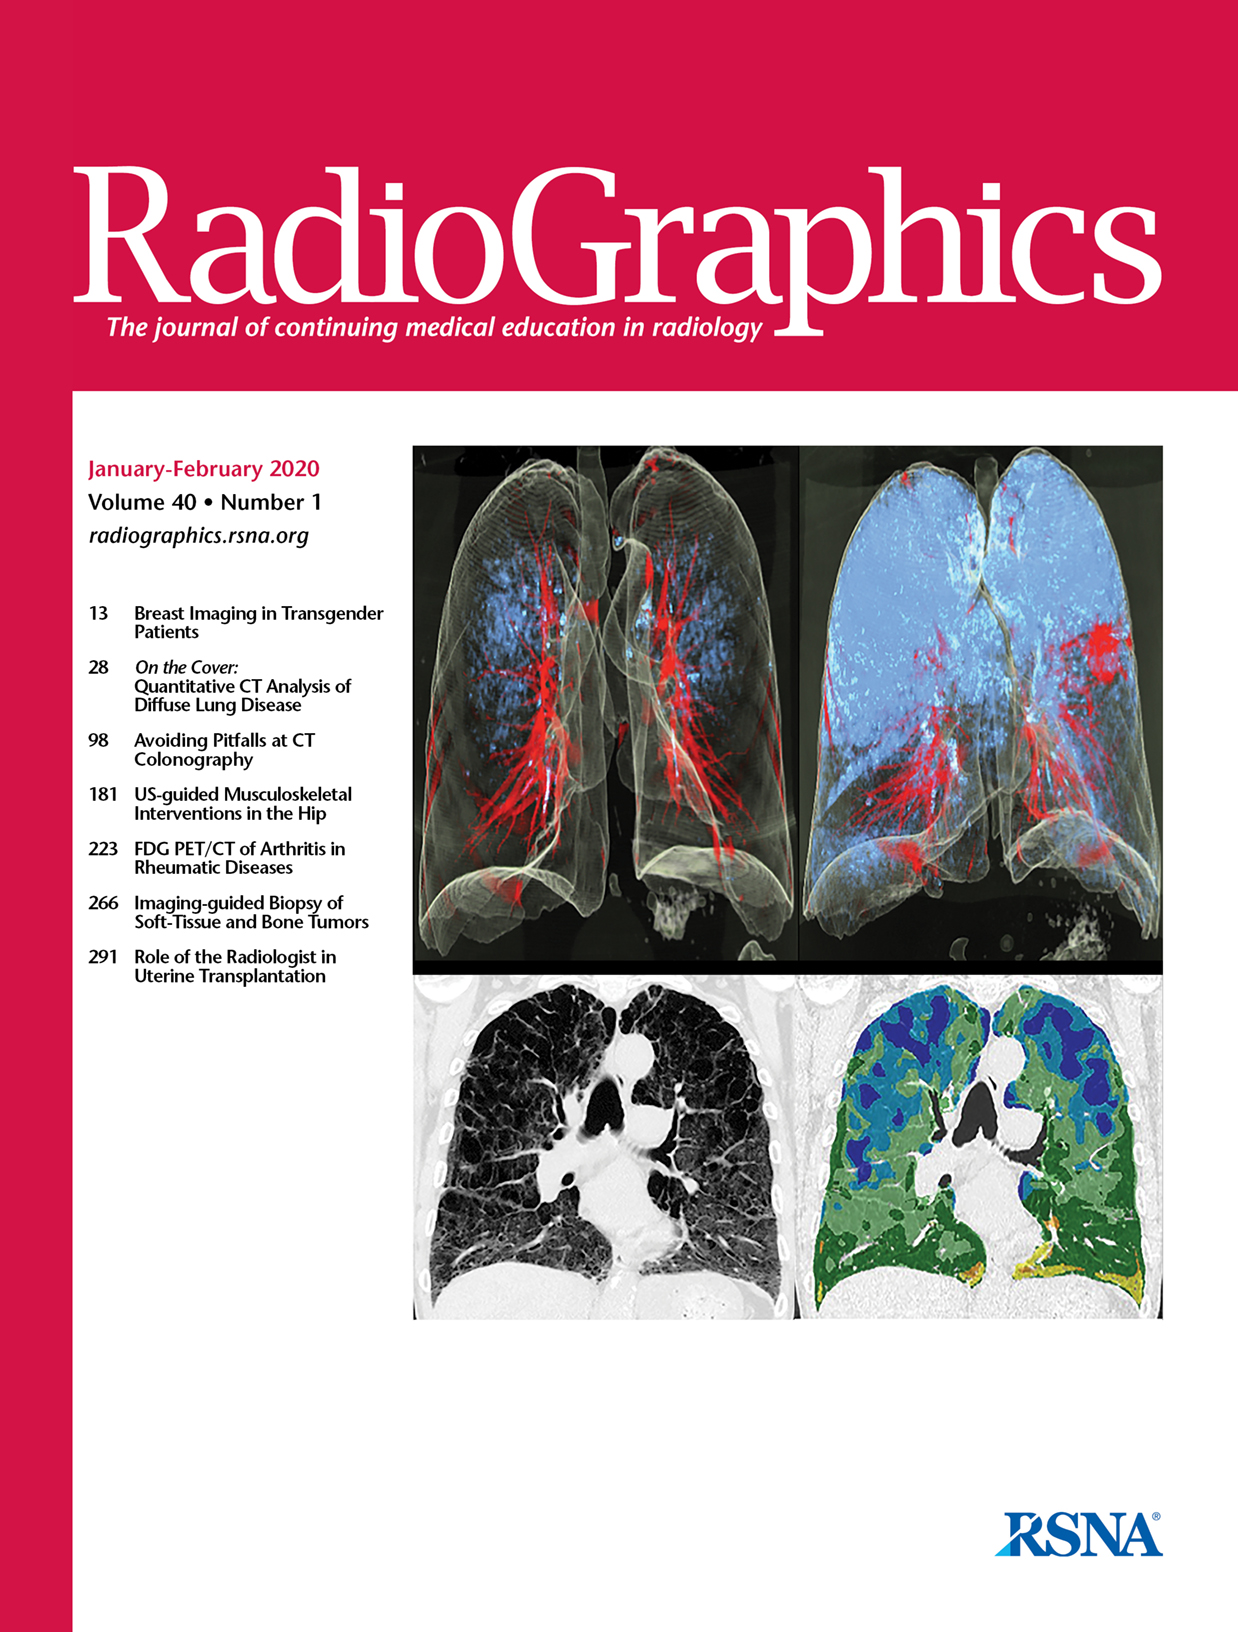 RadioGraphics
The journal of continuing medical education in radiology
January-February 2020
Volume 40 • Number 1
radiographics.rsna.org
13 Breast Imaging in Transgender
Patients
28 On the Cover:
Quantitative CT Analysis of
Diffuse Lung Disease
98 Avoiding Pitfalls at CT
Colonography
181 US-guided Musculoskeletal
Interventions in the Hip
223 FDG PET/CT of Arthritis in
Rheumatic Diseases
266 Imaging-guided Biopsy of
Soft-Tissue and Bone Tumors
291 Role of the Radiologist in
Uterine Transplantation
RSNA®